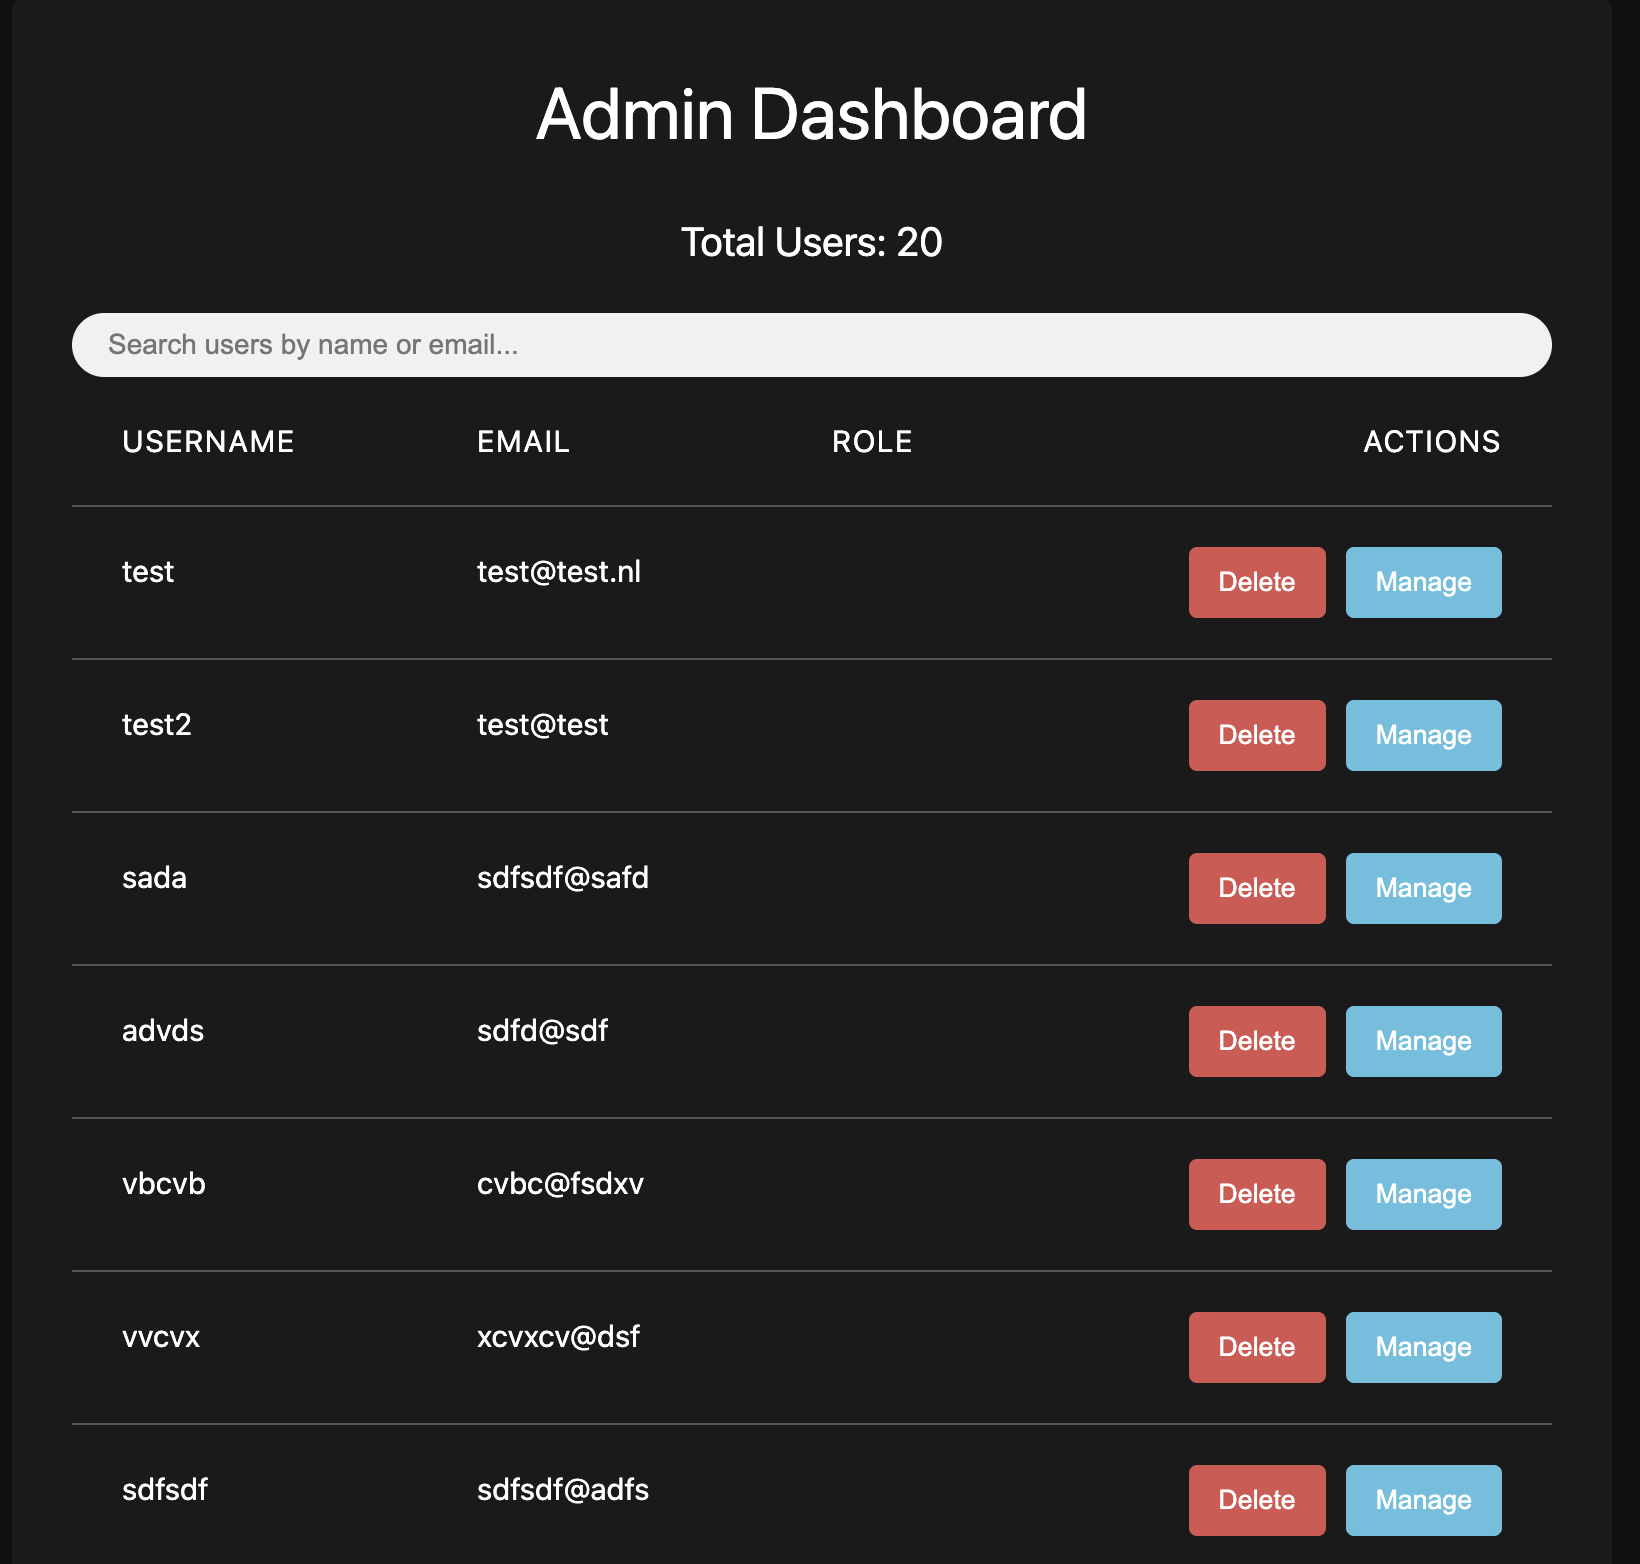 Admin Dashboard
Total Users: 20
Search users by name or email...
USERNAME EMAIL ROLE ACTIONS
test test@test.nl Delete Manage
test2 test@test Delete Manage
sada sdfsdf@safd Delete Manage
advds sdfd@sdf Delete Manage
vbcvb cvbc@fsdxv Delete Manage
vvcvx xcvxcv@dsf Delete Manage
sdfsdf sdfsdf@adfs Delete Manage